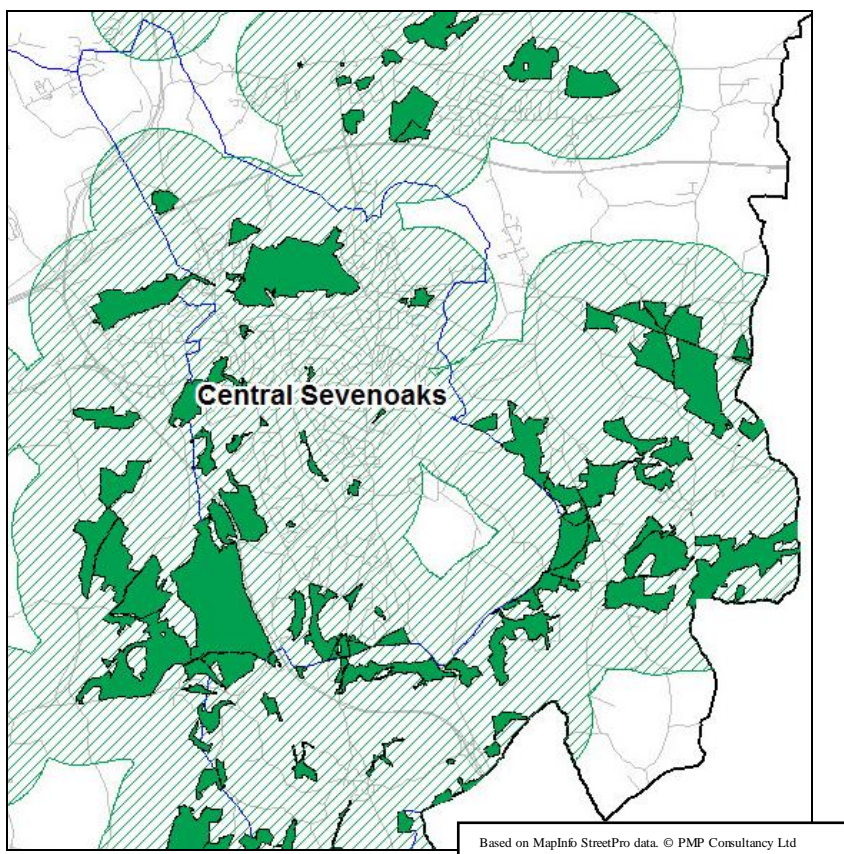 Central Sevenoaks
Based on MapInfo StreetPro data. © PMP Consultancy Ltd